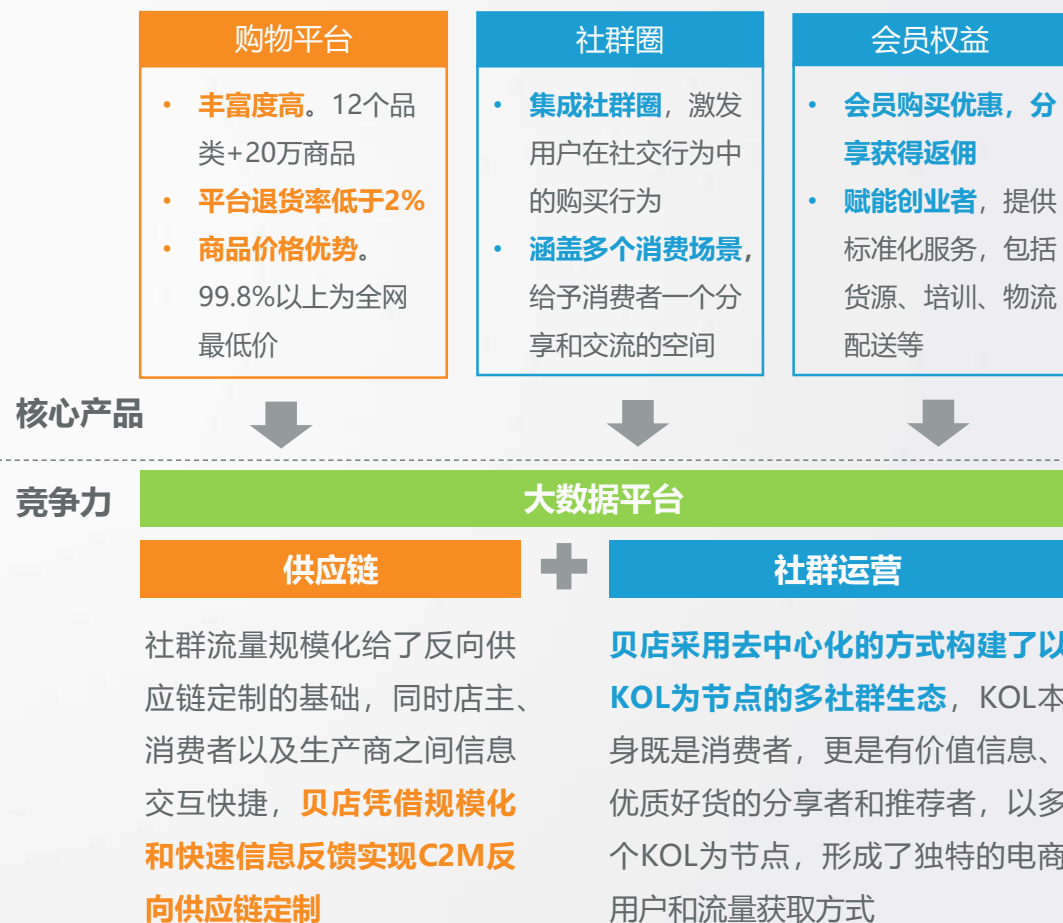 购物平台
• 丰富度高。12个品
类+20万商品
• 平台退货率低于2%
• 商品价格优势。
99.8%以上为全网
最低价
社群圈
• 集成社群圈，激发
用户在社交行为中
的购买行为
• 涵盖多个消费场景，
给予消费者一个分
享和交流的空间
会员权益
• 会员购买优惠，分
享获得返佣
• 赋能创业者，提供
标准化服务，包括
货源、培训、物流
配送等
核心产品
竞争力
大数据平台
供应链
社群流量规模化给了反向供
应链定制的基础，同时店主、
消费者以及生产商之间信息
交互快捷，贝店凭借规模化
和快速信息反馈实现C2M反
向供应链定制
社群运营
贝店采用去中心化的方式构建了以
KOL为节点的多社群生态，KOL本
身既是消费者，更是有价值信息、
优质好货的分享者和推荐者，以多
个KOL为节点，形成了独特的电商
用户和流量获取方式